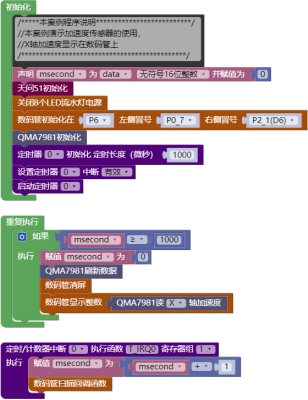 初始化
/*****本案例程序说明***********************/
//本案例演示加速度传感器的使用。
//X轴加速度显示在数码管上
/****************************************/
声明 msecond 为 data 无符号16位整数 并赋值为 0
天问51初始化
关闭8个LED流水灯电源
数码管初始化在 P6 左侧冒号 P0_7 右侧冒号 P2_1(D6)
QMA7981初始化
定时器 0 初始化 定时长度（微秒） 1000
设置定时器 0 中断 有效
启动定时器 0
重复执行
如果 msecond ≥ 1000
执行 赋值 msecond 为 0
QMA7981刷新数据
数码管清屏
数码管显示整数 QMA7981读 X 轴加速度
定时/计数器中断 0 执行函数 T_IRQ0 寄存器组 1
执行 赋值 msecond 为 msecond + 1
数码管扫描回调函数